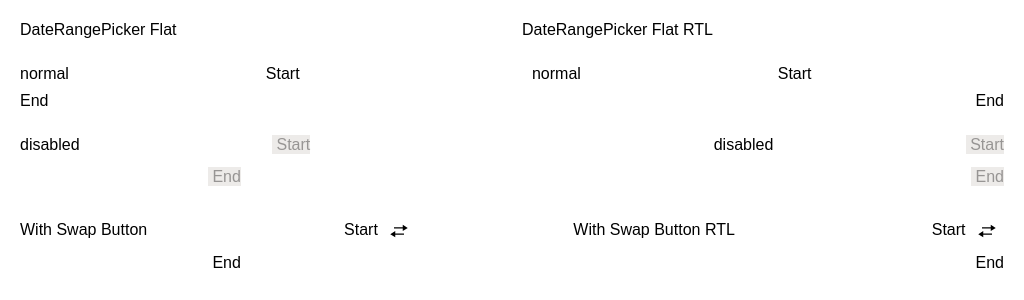 DateRangePicker Flat
normal Start
End
disabled Start
End
With Swap Button Start
End
DateRangePicker Flat RTL
normal Start
End
disabled Start
End
With Swap Button RTL Start
End